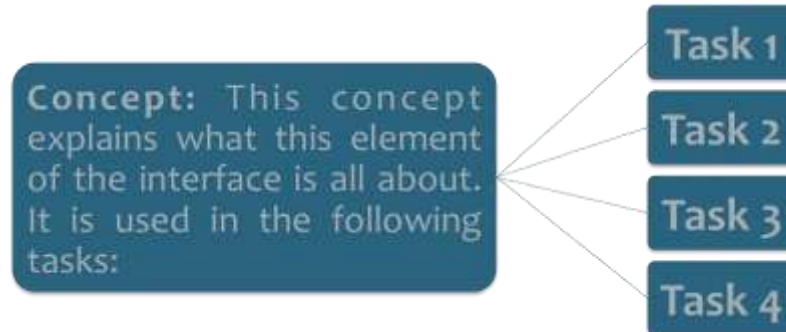 Concept: This concept
explains what this element
of the interface is all about.
It is used in the following
tasks:
Task 1
Task 2
Task 3
Task 4